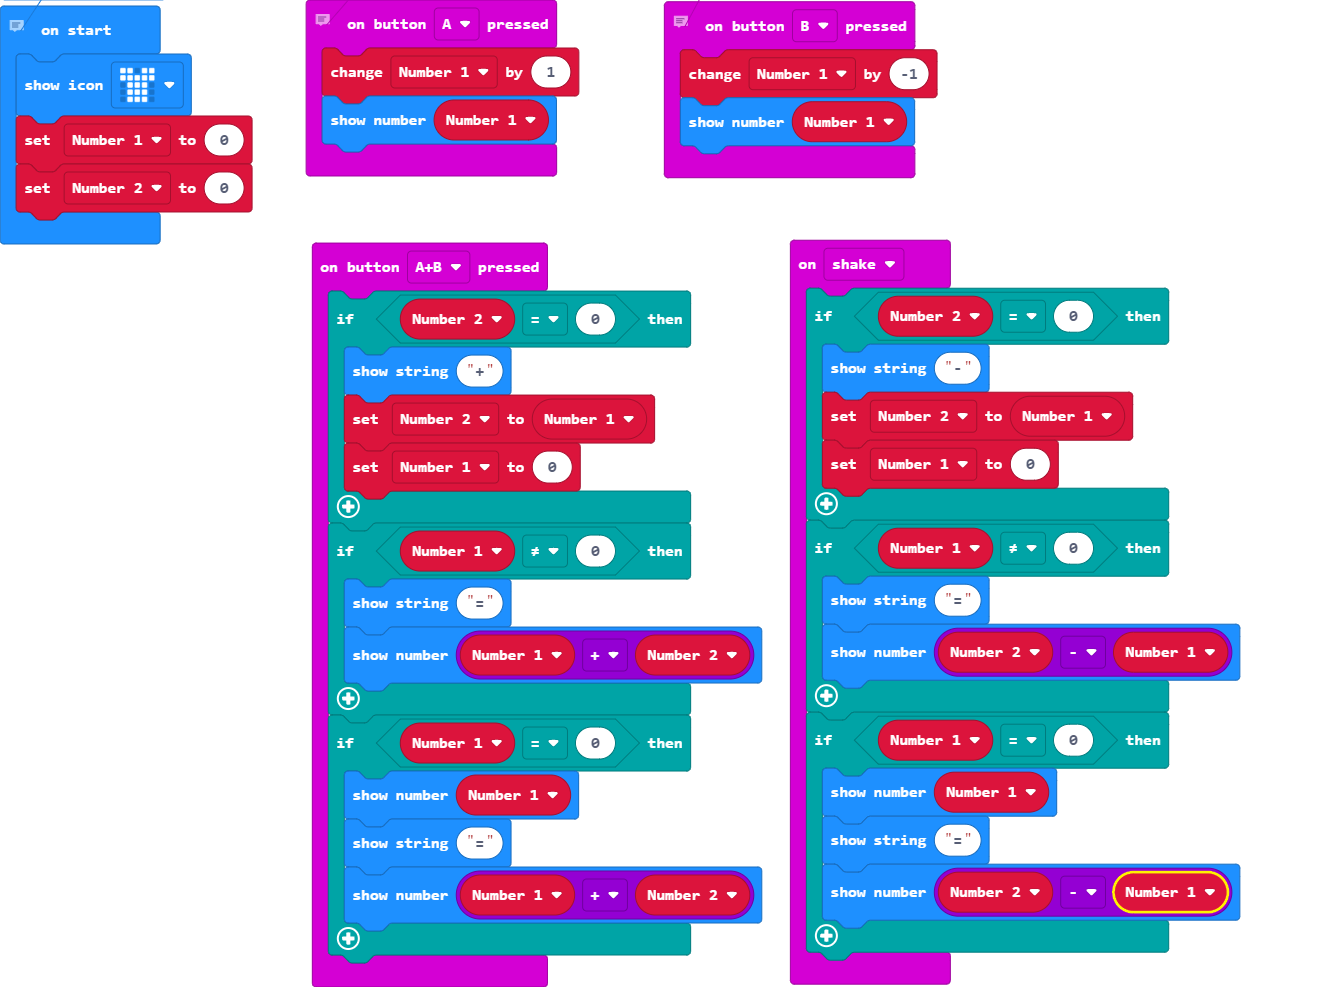 on start
show icon
set Number 1 to 0
set Number 2 to 0
on button A pressed
change Number 1 by 1
show number Number 1
on button B pressed
change Number 1 by -1
show number Number 1
on button A+B pressed
if Number 2 = 0 then
show string "+"
set Number 2 to Number 1
set Number 1 to 0
if Number 1 ≠ 0 then
show string "="
show number Number 1 + Number 2
if Number 1 = 0 then
show number Number 1
show string "="
show number Number 1 + Number 2
on shake
if Number 2 = 0 then
show string "-"
set Number 2 to Number 1
set Number 1 to 0
if Number 1 ≠ 0 then
show string "="
show number Number 2 - Number 1
if Number 1 = 0 then
show number Number 1
show string "="
show number Number 2 - Number 1